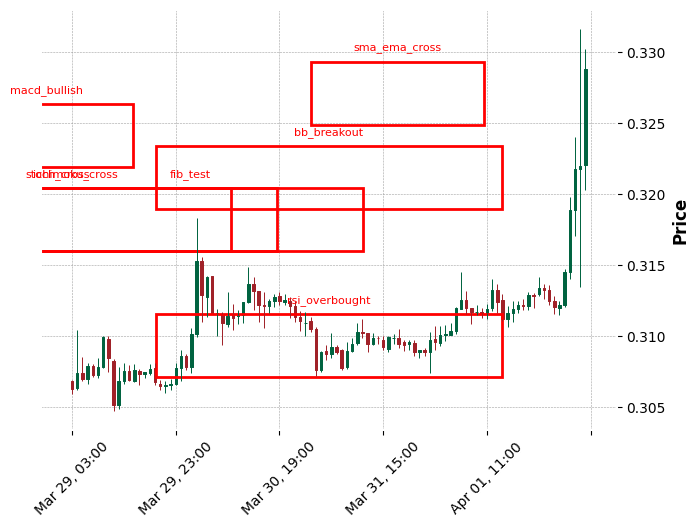 sma_ema_cross
macd_bullish
bb_breakout
stoch_cross
ichimoku_cross
fib_test
rsi_overbought
0.330
0.325
0.320
0.315
0.310
0.305
Price
Mar 29, 03:00
Mar 29, 23:00
Mar 30, 19:00
Mar 31, 15:00
Apr 01, 11:00